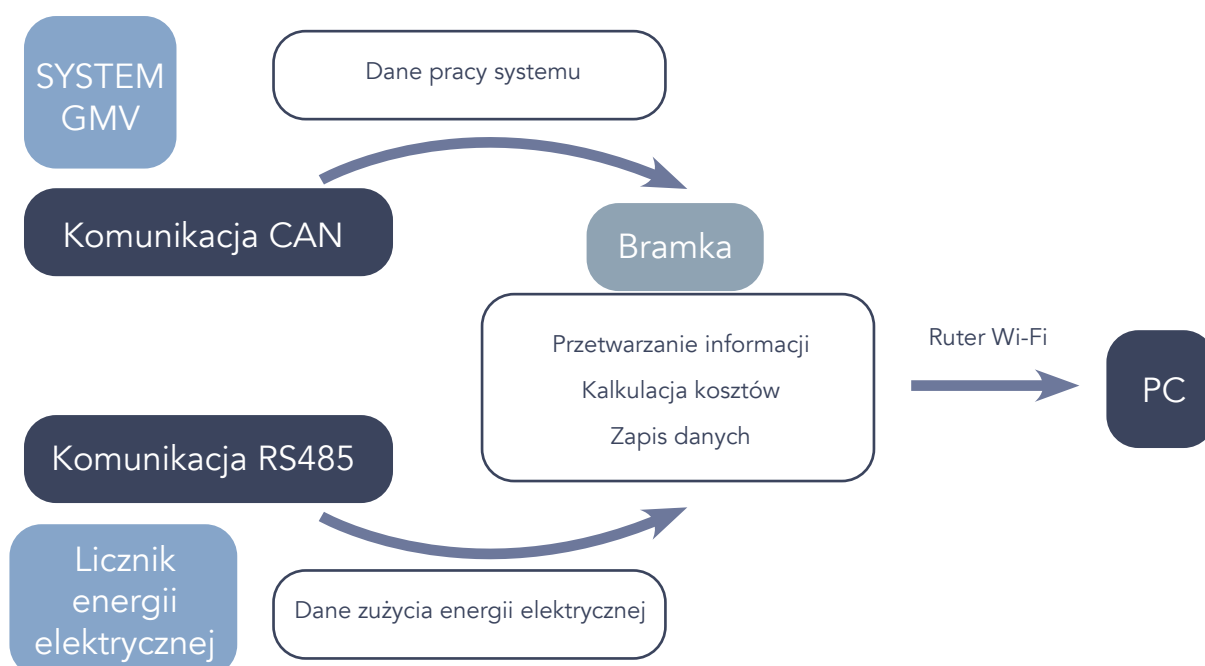 SYSTEM
GMV
Dane pracy systemu
Komunikacja CAN
Bramka
Przetwarzanie informacji
Kalkulacja kosztów
Zapis danych
Ruter Wi-Fi
PC
Komunikacja RS485
Licznik
energii
elektrycznej
Dane zużycia energii elektrycznej